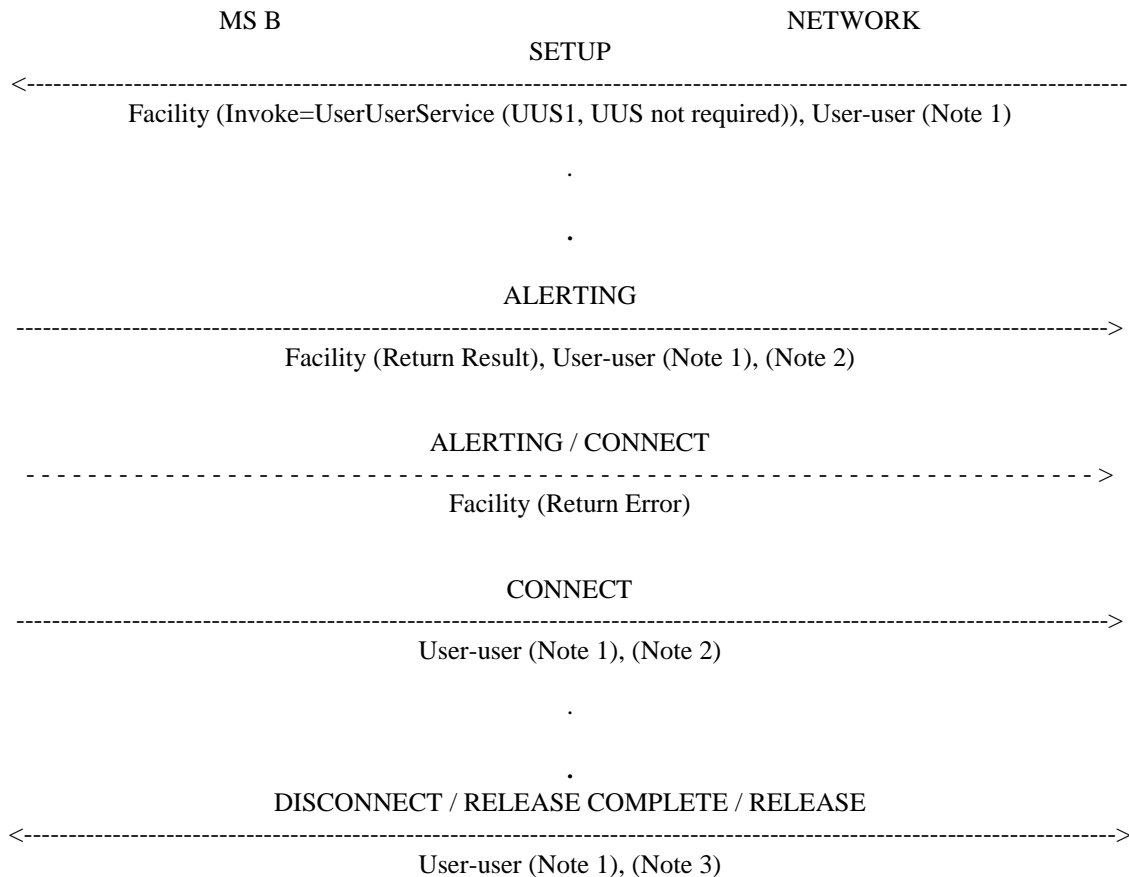 MS B NETWORK
SETUP
<------------------------------------------------------------------------------------------------------------------------------
Facility (Invoke=UserUserService (UUS1, UUS not required)), User-user (Note 1)
.
.
ALERTING
----------------------------------------------------------------------------------------------------------------------------->
Facility (Return Result), User-user (Note 1), (Note 2)
ALERTING / CONNECT
- - - - - - - - - - - - - - - - - - - - - - - - - - - - - - - - - - - - - - - - - - - - - - - - - - - - - - - - - - - - - - - - - - - - - - - >
Facility (Return Error)
CONNECT
----------------------------------------------------------------------------------------------------------------------------->
User-user (Note 1), (Note 2)
.
.
DISCONNECT / RELEASE COMPLETE / RELEASE
<---------------------------------------------------------------------------------------------------------------------------->
User-user (Note 1), (Note 3)